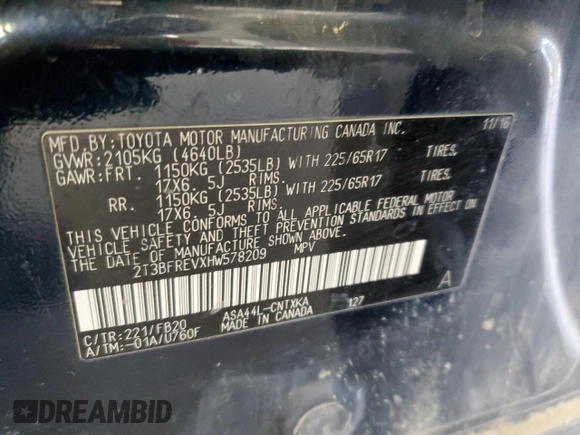 MFD.BY:TOYOTA MOTOR MANUFACTURING CANADA INC. 11/16
GVWR:2105KG (4640LB)
GAWR:FRT. 1150KG (2535LB) WITH 225/65R17 TIRES.
17X6. 5J RIMS.
RR. 1150KG (2535LB) WITH 225/65R17 TIRES.
17X6. 5J RIMS.
THIS VEHICLE CONFORMS TO ALL APPLICABLE FEDERAL MOTOR
VEHICLE SAFETY AND THEFT PREVENTION STANDARDS IN EFFECT ON
THE DATE OF MANUFACTURE SHOWN ABOVE.
2T3BFREVXHW578209 MPV
A
ASA44L-CNTXKA 127
C/TR:221/FB20 MADE IN CANADA
A/TM:-01A/U760F
DREAMBID